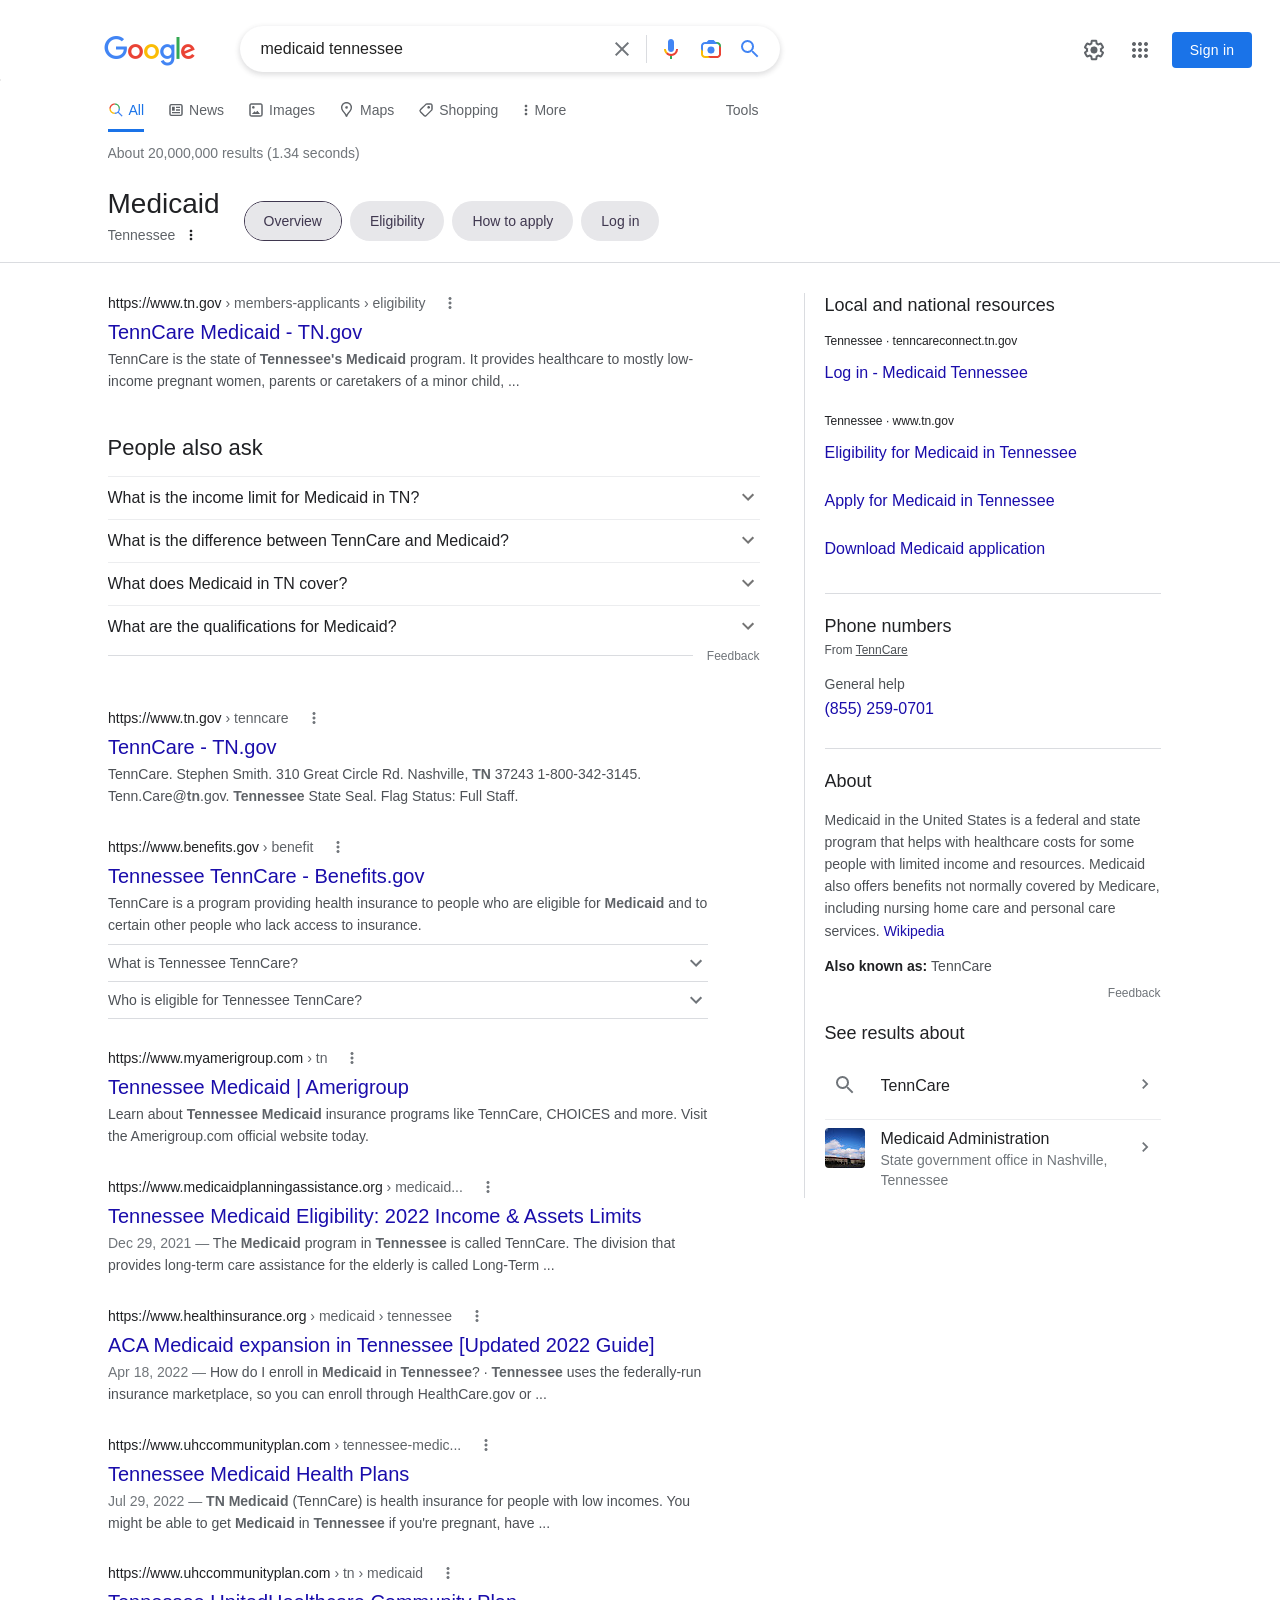 Google
medicaid tennessee
Sign in
All
News
Images
Maps
Shopping
More
Tools
About 20,000,000 results (1.34 seconds)
Medicaid
Tennessee
Overview
Eligibility
How to apply
Log in
https://www.tn.gov › members-applicants › eligibility
TennCare Medicaid - TN.gov
TennCare is the state of Tennessee's Medicaid program. It provides healthcare to mostly low-
income pregnant women, parents or caretakers of a minor child, ...
People also ask
What is the income limit for Medicaid in TN?
What is the difference between TennCare and Medicaid?
What does Medicaid in TN cover?
What are the qualifications for Medicaid?
Feedback
https://www.tn.gov › tenncare
TennCare - TN.gov
TennCare. Stephen Smith. 310 Great Circle Rd. Nashville, TN 37243 1-800-342-3145.
Tenn.Care@tn.gov. Tennessee State Seal. Flag Status: Full Staff.
https://www.benefits.gov › benefit
Tennessee TennCare - Benefits.gov
TennCare is a program providing health insurance to people who are eligible for Medicaid and to
certain other people who lack access to insurance.
What is Tennessee TennCare?
Who is eligible for Tennessee TennCare?
https://www.myamerigroup.com › tn
Tennessee Medicaid | Amerigroup
Learn about Tennessee Medicaid insurance programs like TennCare, CHOICES and more. Visit
the Amerigroup.com official website today.
https://www.medicaidplanningassistance.org › medicaid...
Tennessee Medicaid Eligibility: 2022 Income & Assets Limits
Dec 29, 2021 — The Medicaid program in Tennessee is called TennCare. The division that
provides long-term care assistance for the elderly is called Long-Term ...
https://www.healthinsurance.org › medicaid › tennessee
ACA Medicaid expansion in Tennessee [Updated 2022 Guide]
Apr 18, 2022 — How do I enroll in Medicaid in Tennessee? · Tennessee uses the federally-run
insurance marketplace, so you can enroll through HealthCare.gov or ...
https://www.uhccommunityplan.com › tennessee-medic...
Tennessee Medicaid Health Plans
Jul 29, 2022 — TN Medicaid (TennCare) is health insurance for people with low incomes. You
might be able to get Medicaid in Tennessee if you're pregnant, have ...
https://www.uhccommunityplan.com › tn › medicaid
Tennessee UnitedHealthcare Community Plan
Local and national resources
Tennessee · tenncareconnect.tn.gov
Log in - Medicaid Tennessee
Tennessee · www.tn.gov
Eligibility for Medicaid in Tennessee
Apply for Medicaid in Tennessee
Download Medicaid application
Phone numbers
From TennCare
General help
(855) 259-0701
About
Medicaid in the United States is a federal and state
program that helps with healthcare costs for some
people with limited income and resources. Medicaid
also offers benefits not normally covered by Medicare,
including nursing home care and personal care
services. Wikipedia
Also known as: TennCare
Feedback
See results about
TennCare
Medicaid Administration
State government office in Nashville,
Tennessee